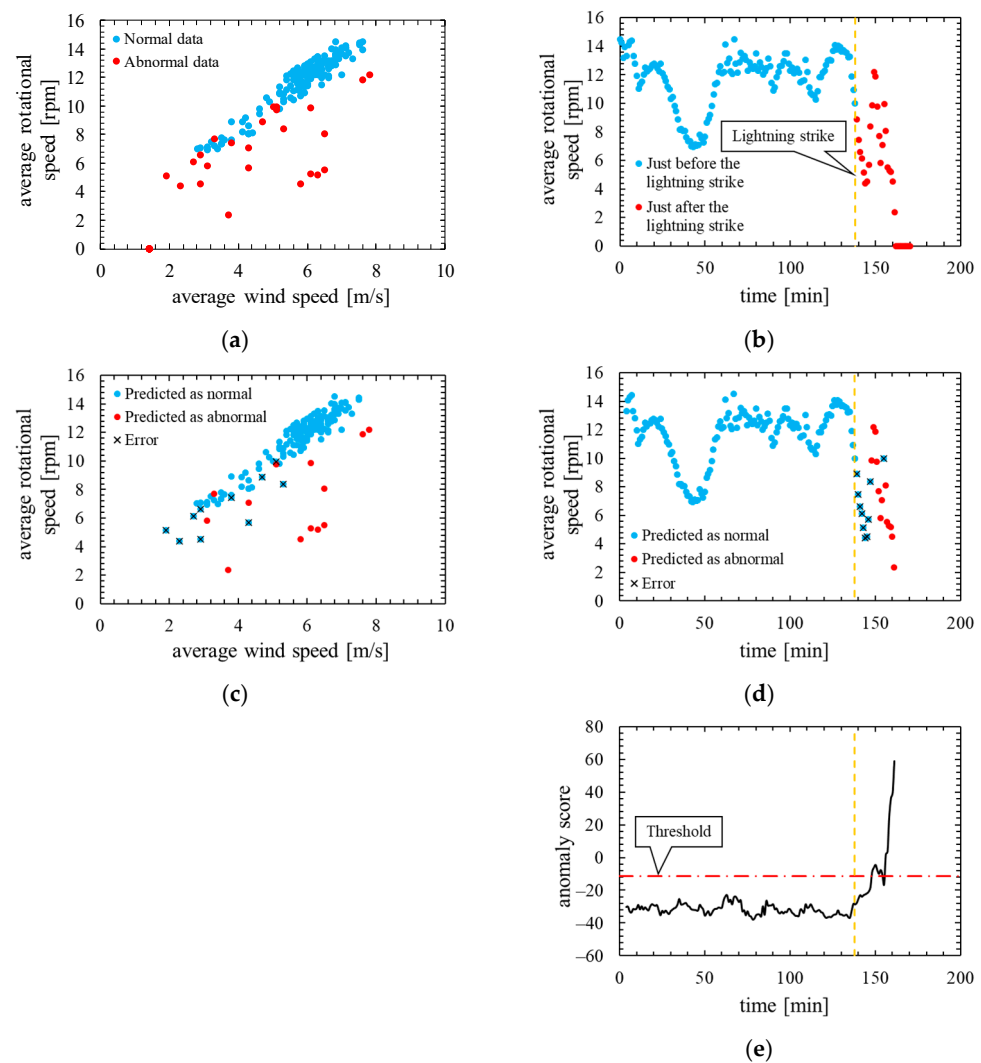 16
14
12
10
8
6
4
2
0
average rotational
speed [rpm]
Normal data
Abnormal data
0 2 4 6 8 10
average wind speed [m/s]
(a)
16
14
12
10
8
6
4
2
0
average rotational
speed [rpm]
Lightning strike
Just before the
lightning strike
Just after the
lightning strike
0 50 100 150 200
time [min]
(b)
16
14
12
10
8
6
4
2
0
average rotational
speed [rpm]
Predicted as normal
Predicted as abnormal
Error
0 2 4 6 8 10
average wind speed [m/s]
(c)
16
14
12
10
8
6
4
2
0
average rotational
speed [rpm]
Predicted as normal
Predicted as abnormal
Error
0 50 100 150 200
time [min]
(d)
80
60
40
20
0
–20
–40
–60
anomaly score
Threshold
0 50 100 150 200
time [min]
(e)